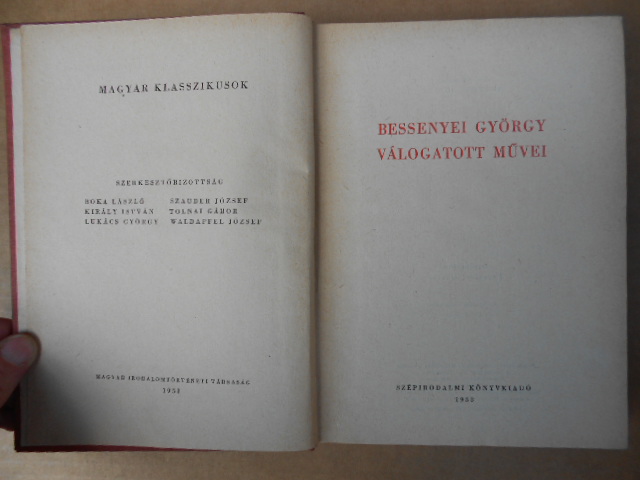 MAGYAR KLASSZIKUSOK
SZERKESZTŐBIZOTTSÁG
BOKA LÁSZLÓ
KIRÁLY ISTVÁN
LUKÁCS GYÖRGY
SZAUDER JÓZSEF
TOLNAI GÁBOR
WALDAPFEL JÓZSEF
MAGYAR IRODALOMTÖRTÉNETI TÁRSASÁG
1953
BESSENYEI GYÖRGY
VÁLOGATOTT MŰVEI
SZÉPIRODALMI KÖNYVKIADÓ
1953